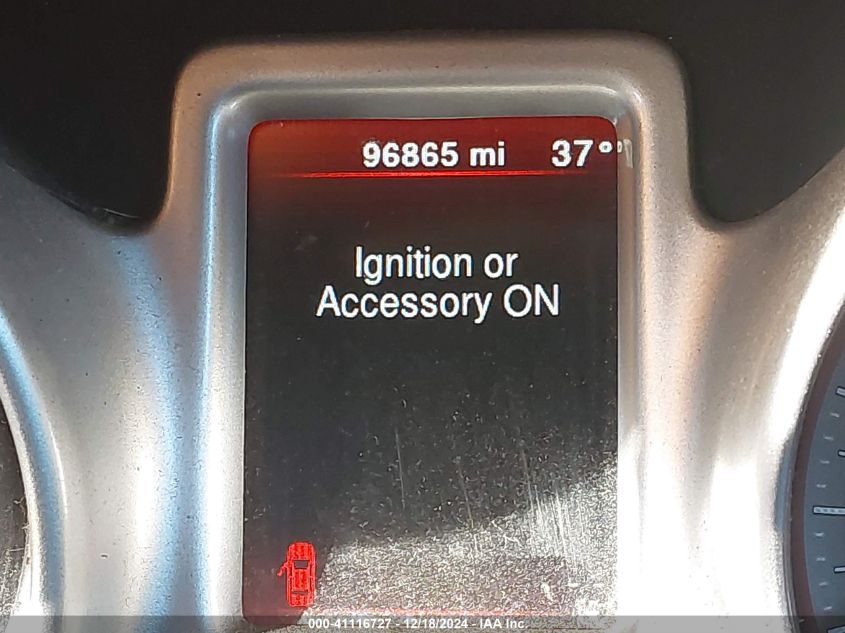 96865 mi 37°
Ignition or
Accessory ON
000-41116727 - 12/18/2024 - IAA Inc.